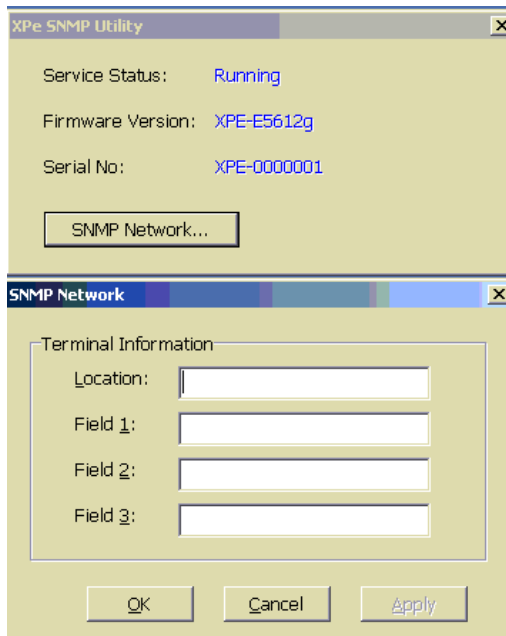 XPe SNMP Utility
Service Status: Running
Firmware Version: XPE-E5612g
Serial No: XPE-0000001
SNMP Network...
SNMP Network
Terminal Information
Location:
Field 1:
Field 2:
Field 3:
OK Cancel Apply